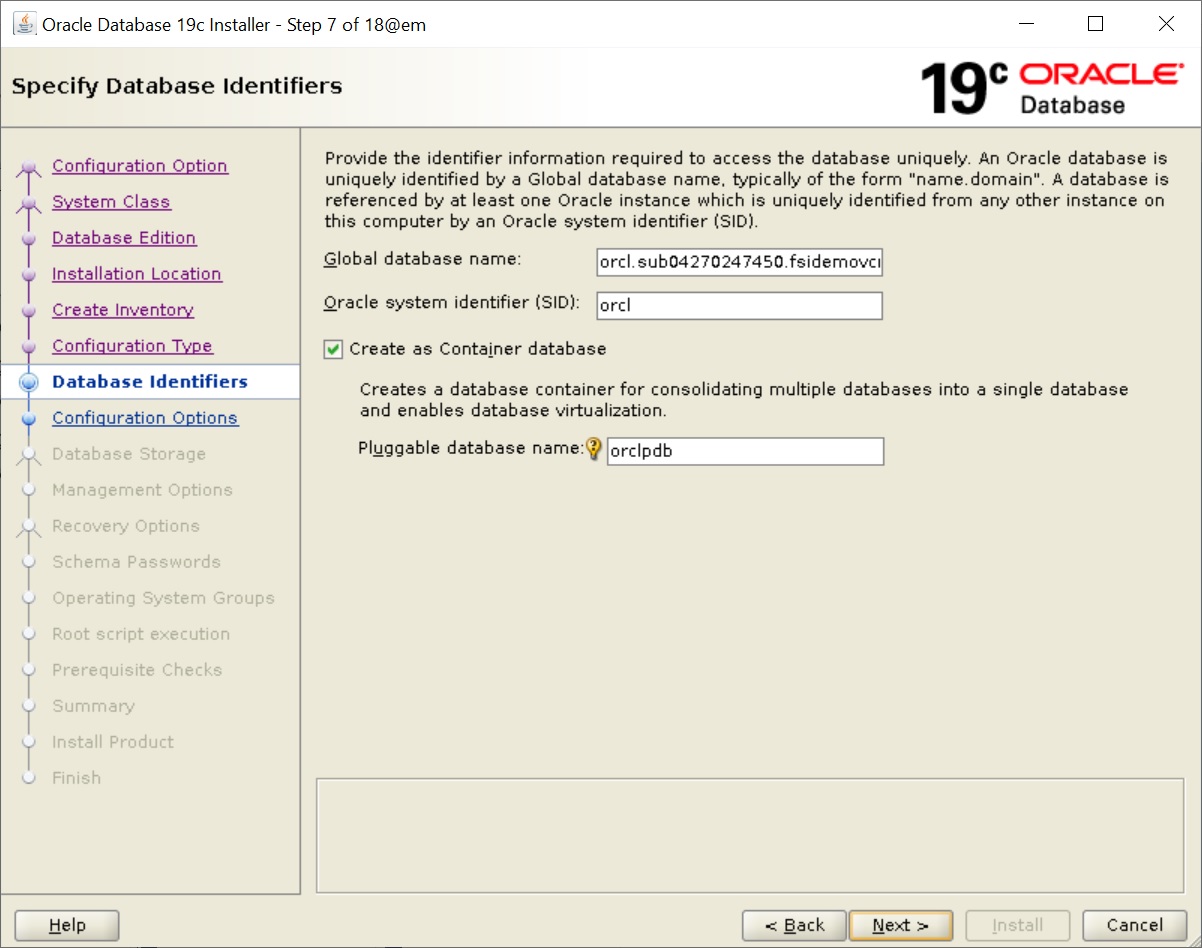 Oracle Database 19c Installer - Step 7 of 18@em
Specify Database Identifiers
19c ORACLE
Database
Configuration Option
System Class
Database Edition
Installation Location
Create Inventory
Configuration Type
Database Identifiers
Configuration Options
Database Storage
Management Options
Recovery Options
Schema Passwords
Operating System Groups
Root script execution
Prerequisite Checks
Summary
Install Product
Finish
Provide the identifier information required to access the database uniquely. An Oracle database is
uniquely identified by a Global database name, typically of the form "name.domain". A database is
referenced by at least one Oracle instance which is uniquely identified from any other instance on
this computer by an Oracle system identifier (SID).
Global database name: orcl.sub04270247450.fsidemovcn
Oracle system identifier (SID): orcl
Create as Container database
Creates a database container for consolidating multiple databases into a single database
and enables database virtualization.
Pluggable database name: orclpdb
Help
< Back
Next >
Install
Cancel